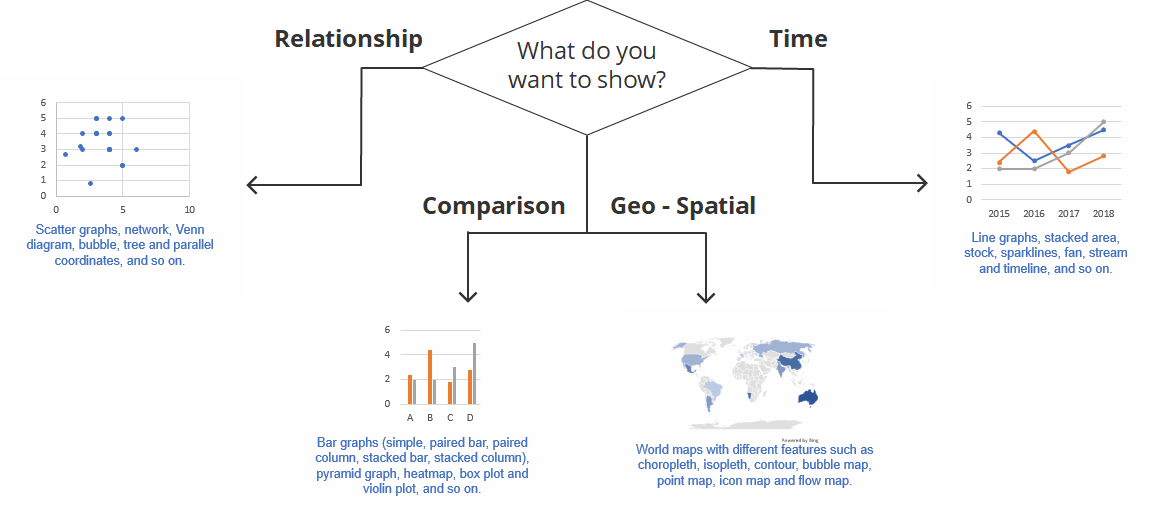 What do you
want to show?
Relationship
Time
6
5
4
3
2
1
0
0 5 10
Scatter graphs, network, Venn
diagram, bubble, tree and parallel
coordinates, and so on.
6
5
4
3
2
1
0
2015 2016 2017 2018
Line graphs, stacked area,
stock, sparklines, fan, stream
and timeline, and so on.
Comparison
Geo - Spatial
6
4
2
0
A B C D
Bar graphs (simple, paired bar, paired
column, stacked bar, stacked column),
pyramid graph, heatmap, box plot and
violin plot, and so on.
Powered by Bing
World maps with different features such as
choropleth, isopleth, contour, bubble map,
point map, icon map and flow map.